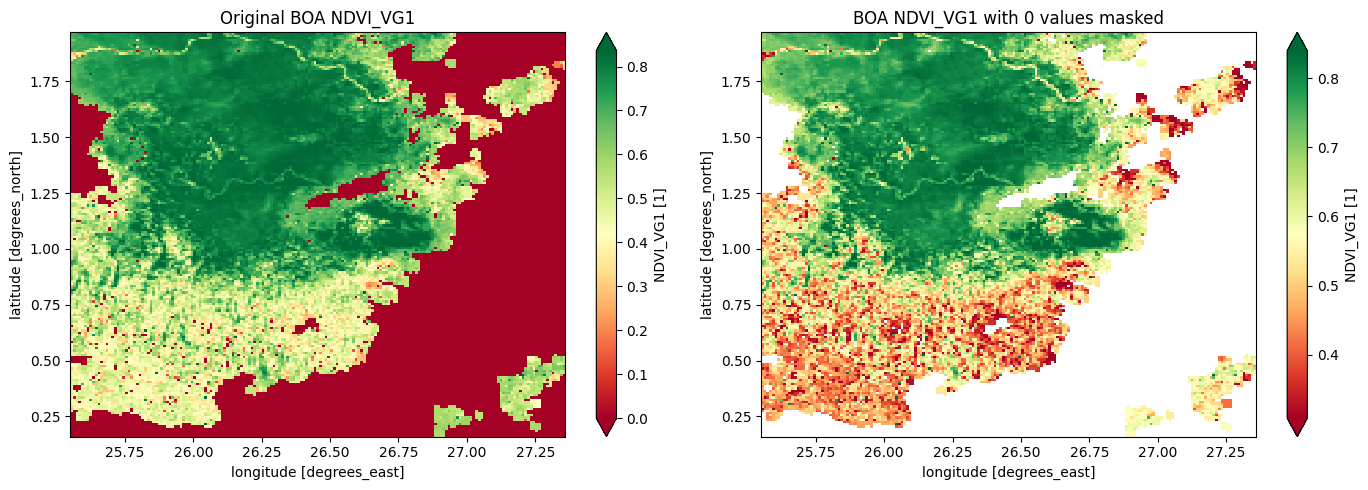 Original BOA NDVI_VG1
latitude [degrees_north]
1.75
1.50
1.25
1.00
0.75
0.50
0.25
25.75 26.00 26.25 26.50 26.75 27.00 27.25
longitude [degrees_east]
0.8
0.7
0.6
0.5
0.4
0.3
0.2
0.1
0.0
NDVI_VG1 [1]
BOA NDVI_VG1 with 0 values masked
latitude [degrees_north]
1.75
1.50
1.25
1.00
0.75
0.50
0.25
25.75 26.00 26.25 26.50 26.75 27.00 27.25
longitude [degrees_east]
0.8
0.7
0.6
0.5
0.4
NDVI_VG1 [1]